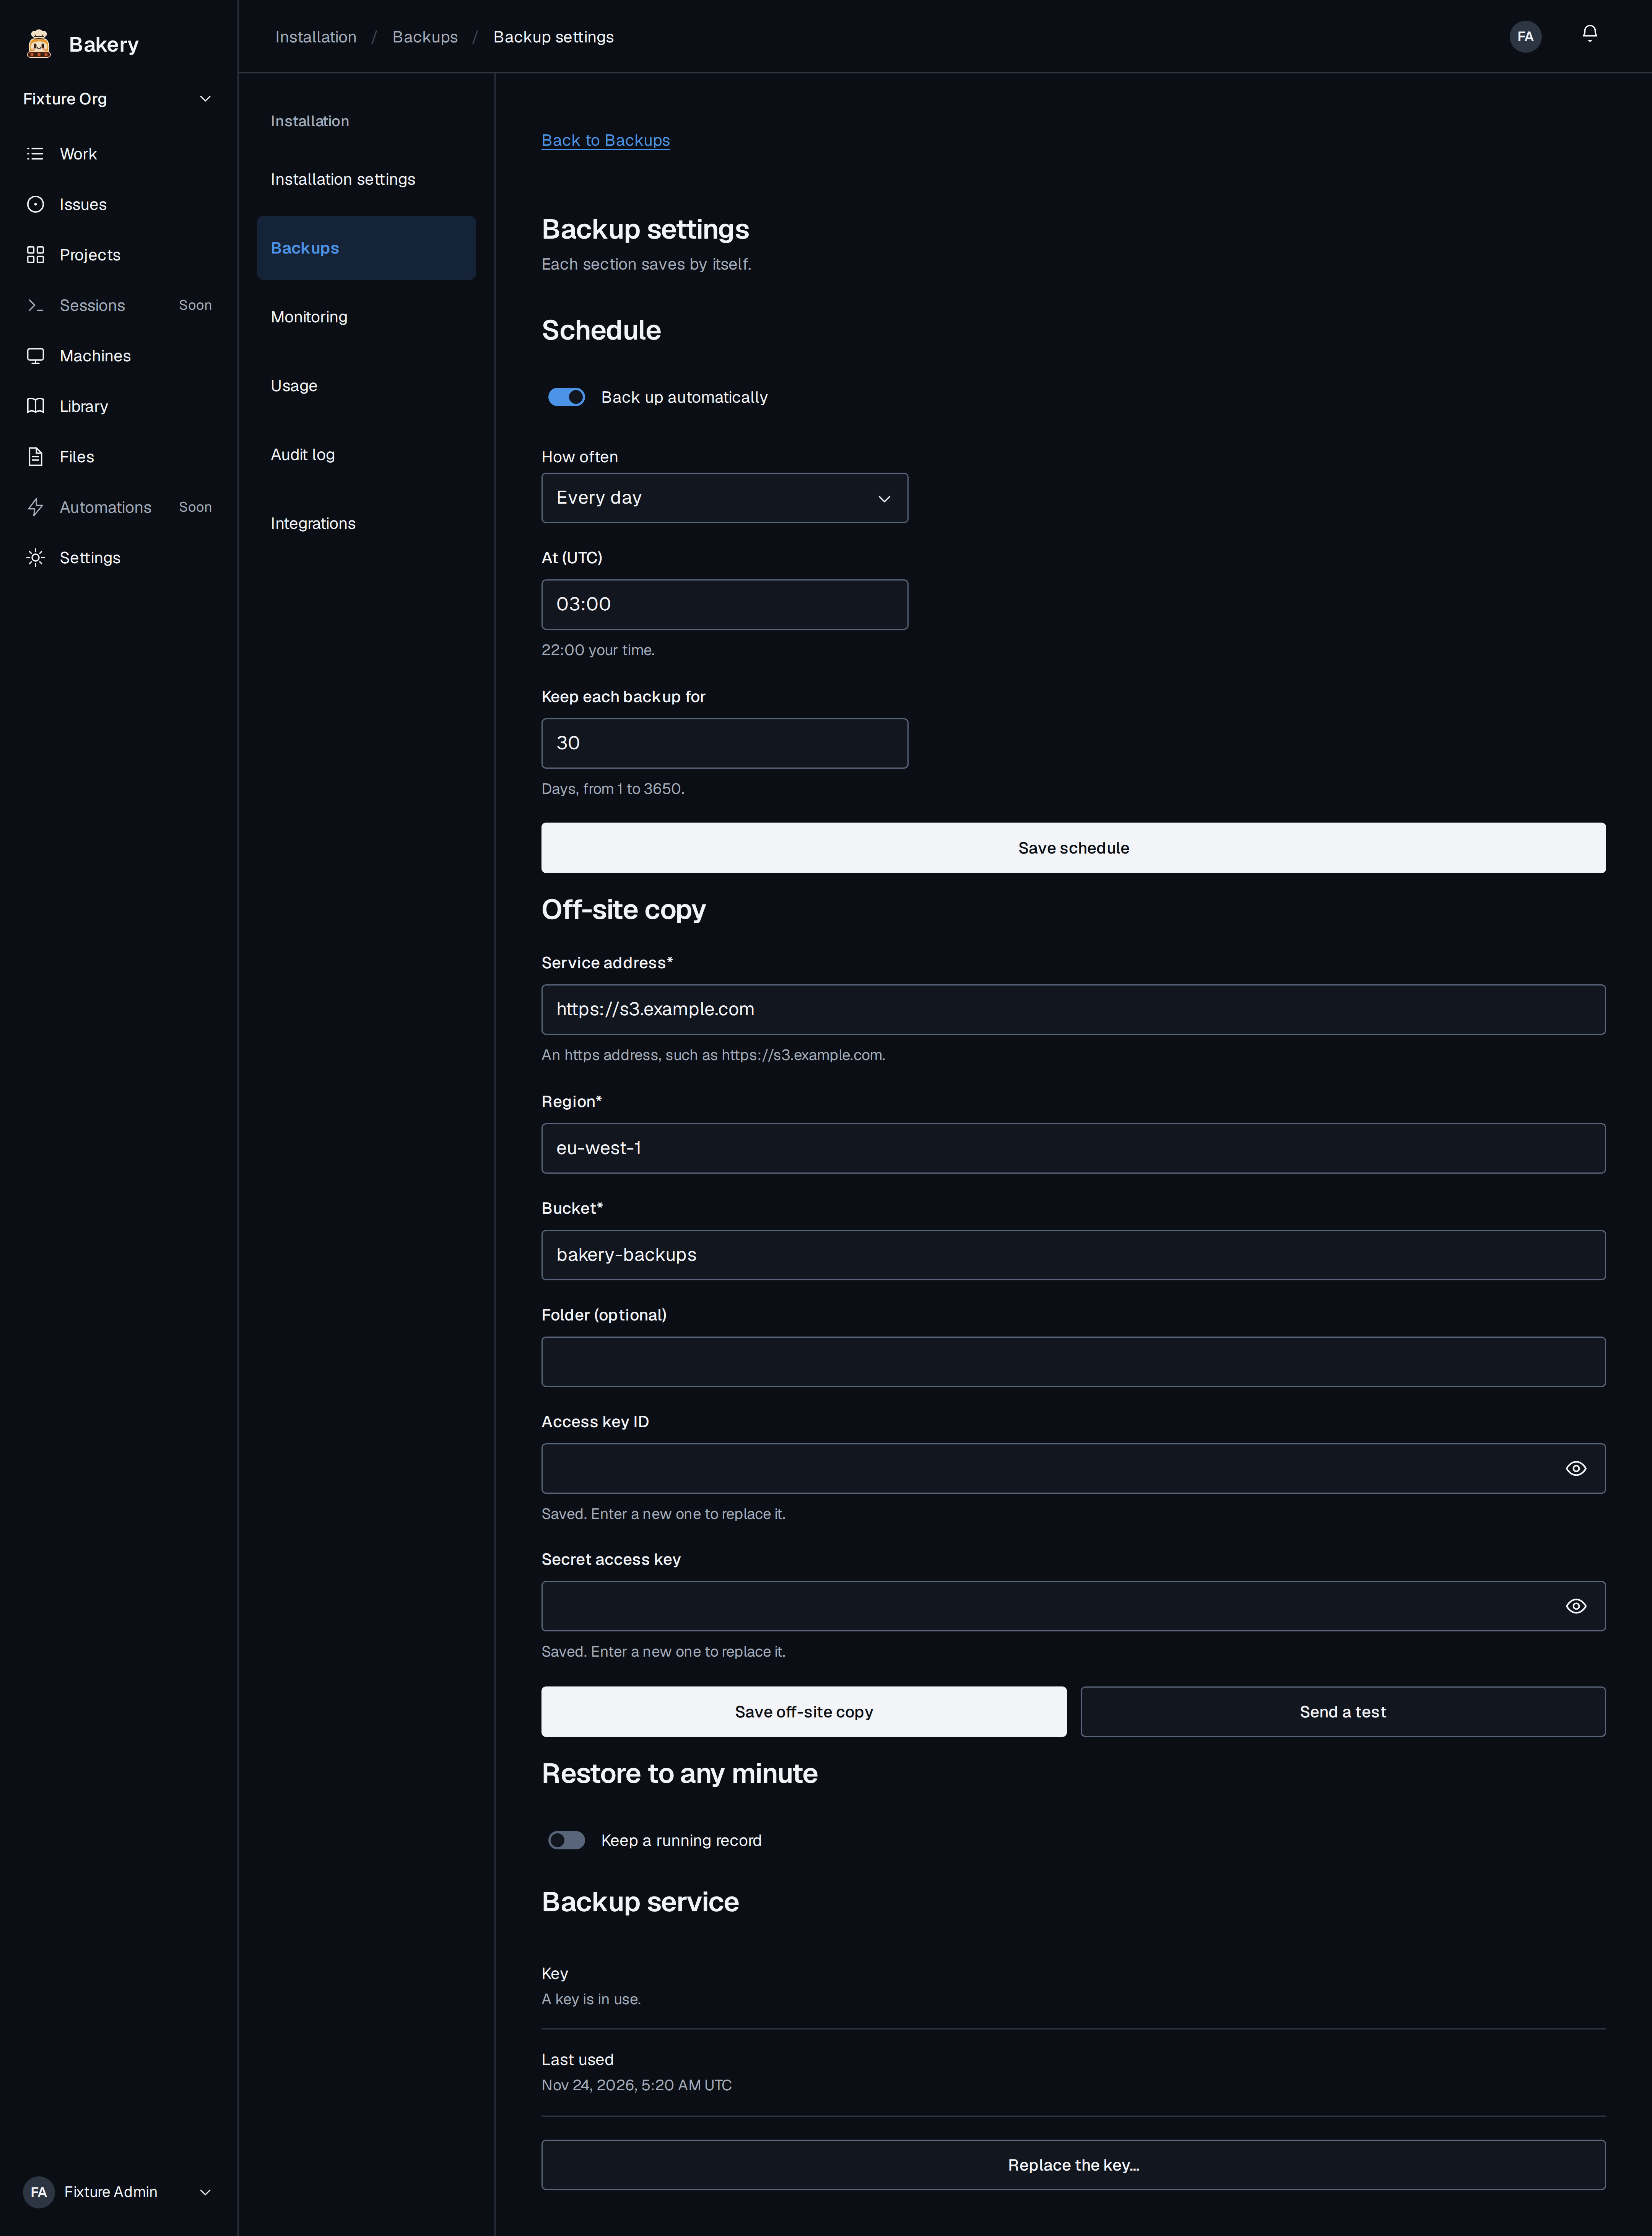 Bakery
Fixture Org
Work
Issues
Projects
Sessions Soon
Machines
Library
Files
Automations Soon
Settings
FA Fixture Admin
Installation / Backups / Backup settings
FA
Installation
Installation settings
Backups
Monitoring
Usage
Audit log
Integrations
Back to Backups
Backup settings
Each section saves by itself.
Schedule
Back up automatically
How often
Every day
At (UTC)
03:00
22:00 your time.
Keep each backup for
30
Days, from 1 to 3650.
Save schedule
Off-site copy
Service address*
https://s3.example.com
An https address, such as https://s3.example.com.
Region*
eu-west-1
Bucket*
bakery-backups
Folder (optional)
Access key ID
Saved. Enter a new one to replace it.
Secret access key
Saved. Enter a new one to replace it.
Save off-site copy Send a test
Restore to any minute
Keep a running record
Backup service
Key
A key is in use.
Last used
Nov 24, 2026, 5:20 AM UTC
Replace the key...